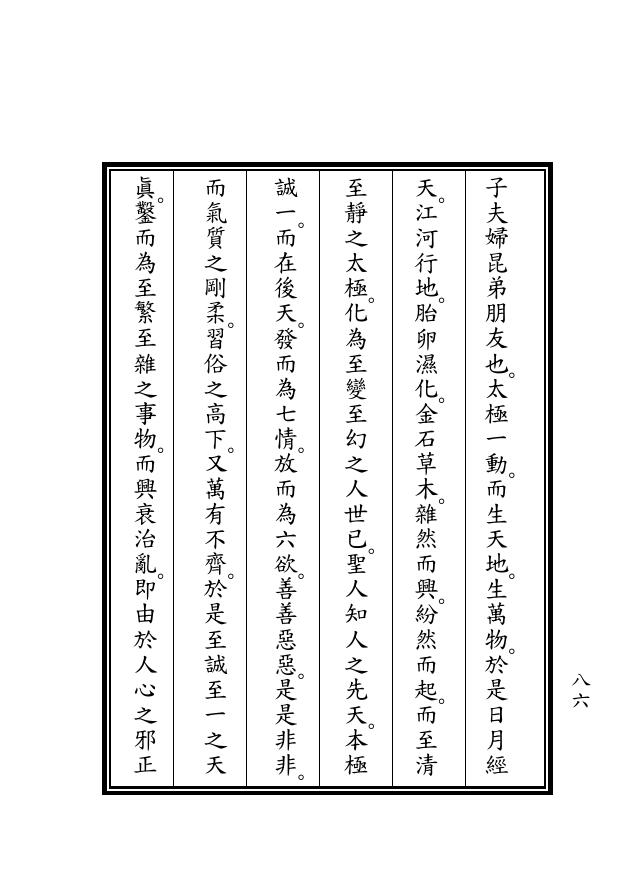 子夫婦昆弟朋友也。太極一動。而生天地。生萬物。於是日月經
天。江河行地。胎卵濕化。金石草木。雜然而興。紛然而起。而至清
至靜之太極。化為至變至幻之人世已。聖人知人之先天。本極
誠一。而在後天。發而為七情。放而為六欲。善善惡惡。是是非非。
而氣質之剛柔。習俗之高下。又萬有不齊。於是至誠至一之天
眞。鑿而為至繁至雜之事物。而興衰治亂。即由於人心之邪正
八六